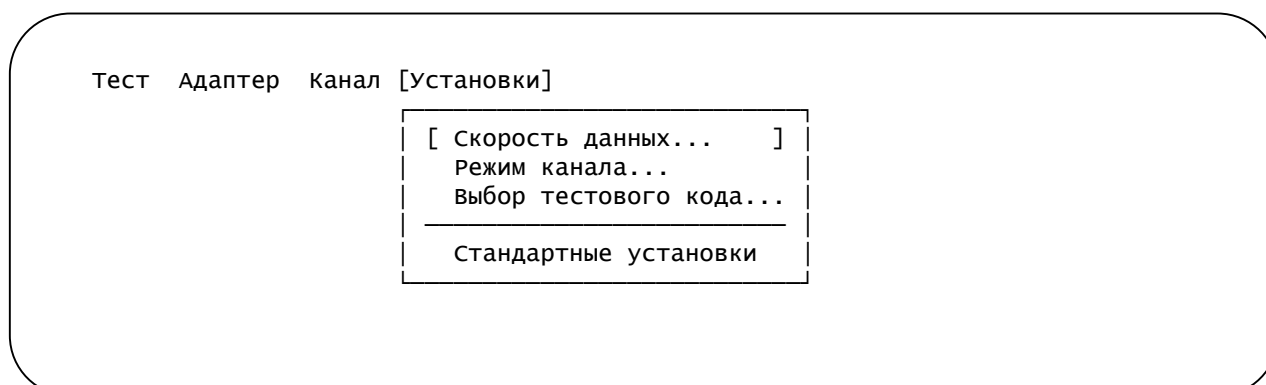 Тест Адаптер Канал [Установки]
[ Скорость данных... ]
Режим канала...
Выбор тестового кода...
Стандартные установки